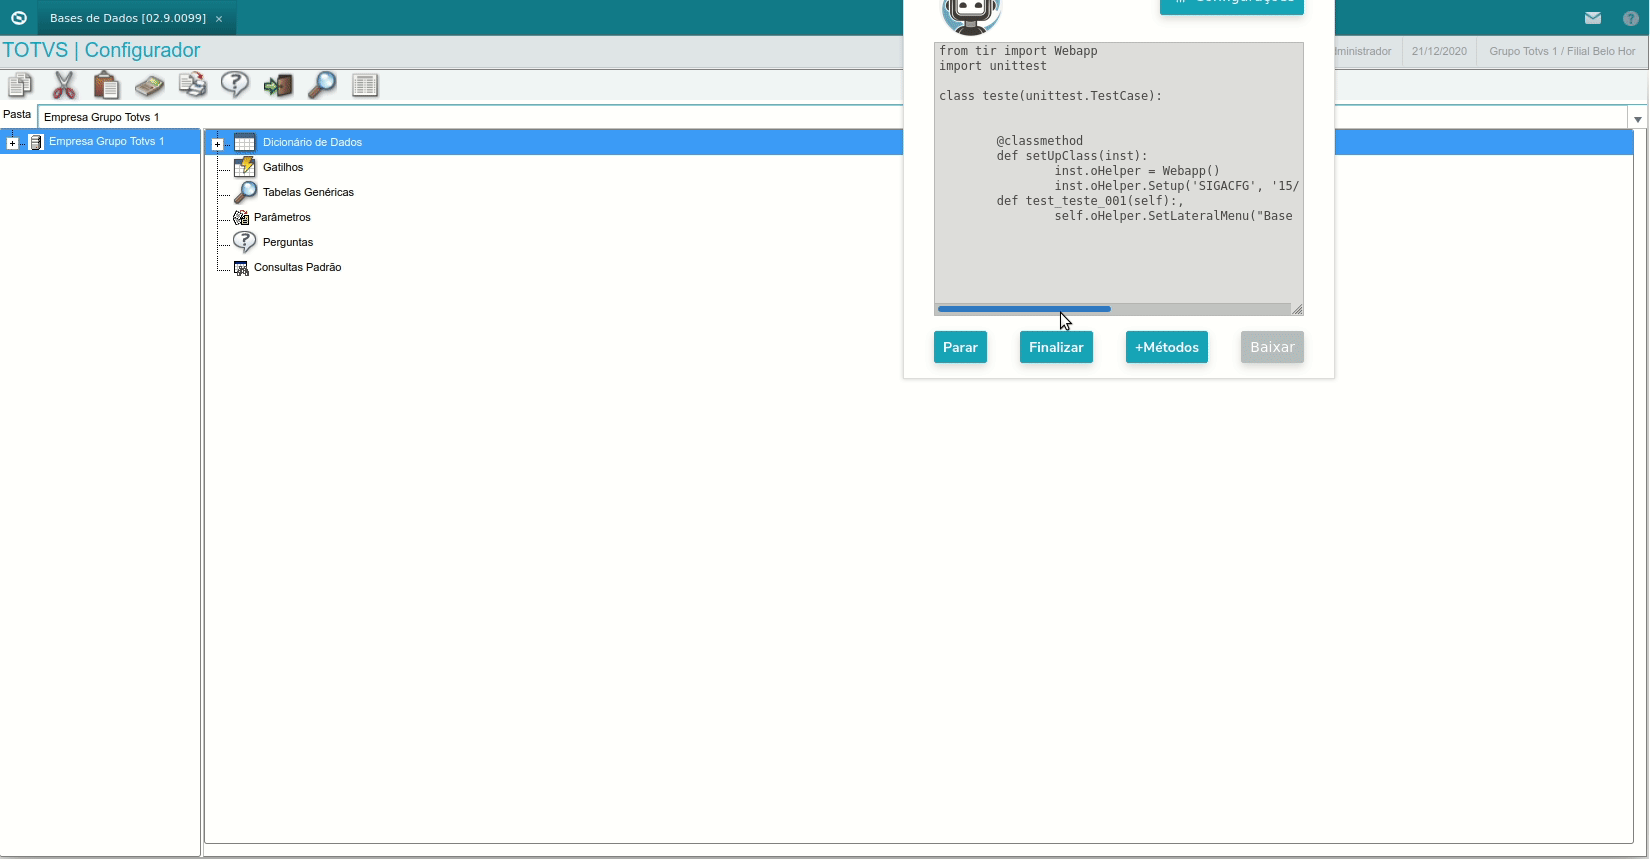 Bases de Dados [02.9.0099] ×
TOTVS | Configurador
21/12/2020
Grupo Totvs 1 / Filial Belo Hor
Pasta
Empresa Grupo Totvs 1
Empresa Grupo Totvs 1
Dicionário de Dados
Gatilhos
Tabelas Genéricas
Parâmetros
Perguntas
Consultas Padrão
from tir import Webapp
import unittest
class teste(unittest.TestCase):
@classmethod
def setUpClass(inst):
inst.oHelper = Webapp()
inst.oHelper.Setup('SIGACFG', '15/
def test_teste_001(self):,
self.oHelper.SetLateralMenu("Base
Parar
Finalizar
+Métodos
Baixar